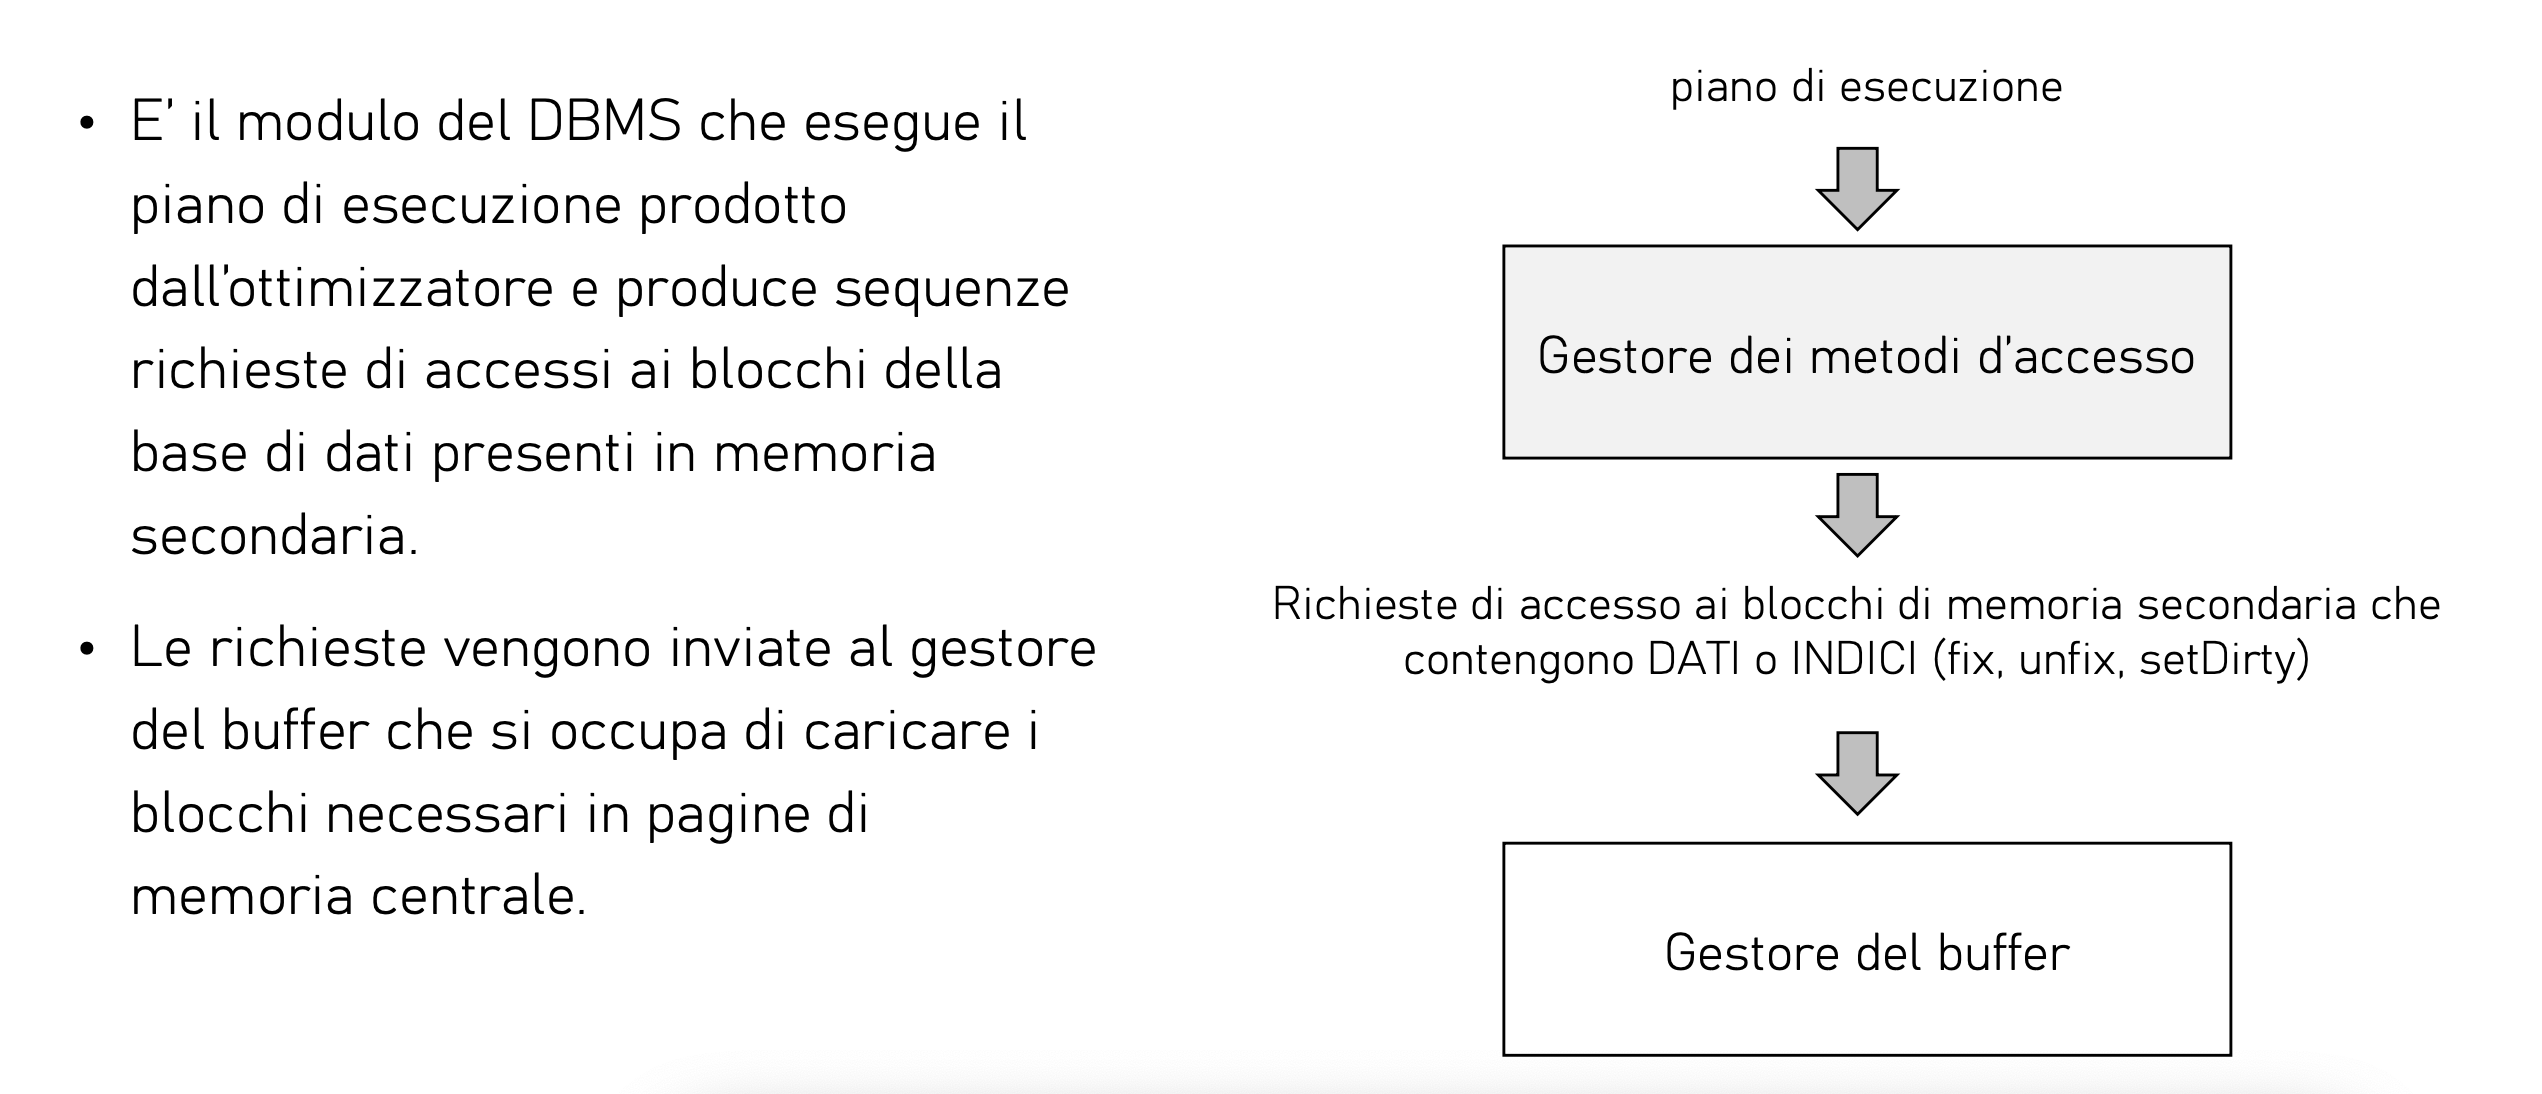 • E' il modulo del DBMS che esegue il
piano di esecuzione prodotto
dall'ottimizzatore e produce sequenze
richieste di accessi ai blocchi della
base di dati presenti in memoria
secondaria.
• Le richieste vengono inviate al gestore
del buffer che si occupa di caricare i
blocchi necessari in pagine di
memoria centrale.
piano di esecuzione
Gestore dei metodi d'accesso
Richieste di accesso ai blocchi di memoria secondaria che
contengono DATI o INDICI (fix, unfix, setDirty)
Gestore del buffer